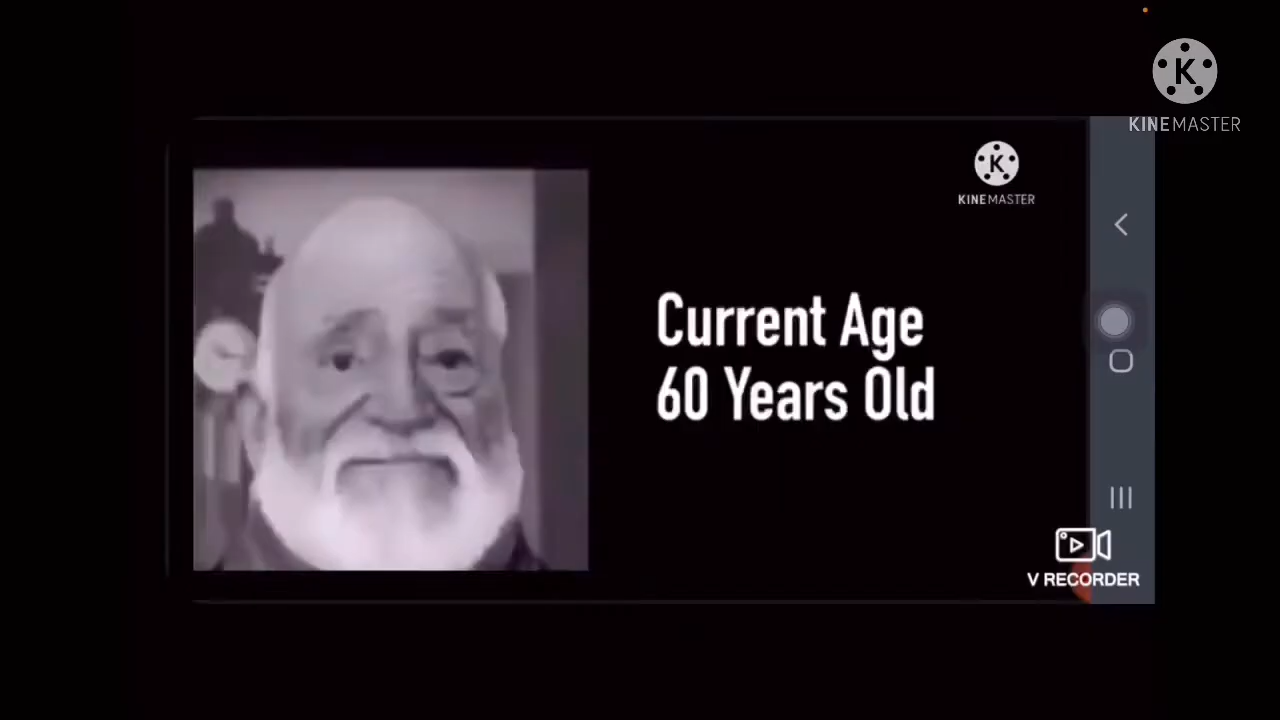 K
KINEMASTER
K
KINEMASTER
Current Age
60 Years Old
V RECORDER